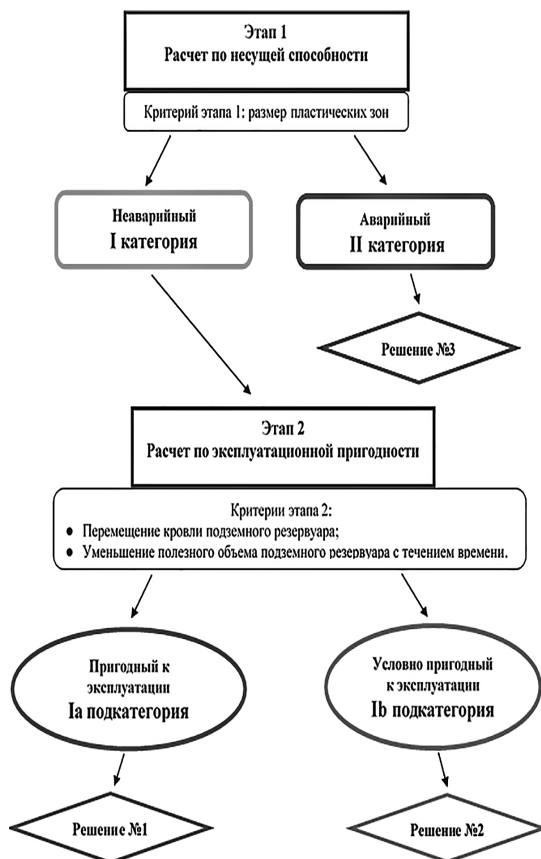 Этап 1
Расчет по несущей способности
Критерий этапа 1: размер пластических зон
Неаварийный
I категория
Аварийный
II категория
Решение №3
Этап 2
Расчет по эксплуатационной пригодности
Критерии этапа 2:
● Перемещение кровли подземного резервуара;
● Уменьшение полезного объема подземного резервуара с течением времени.
Пригодный к
эксплуатации
Ia подкатегория
Условно пригодный
к эксплуатации
Ib подкатегория
Решение №1
Решение №2